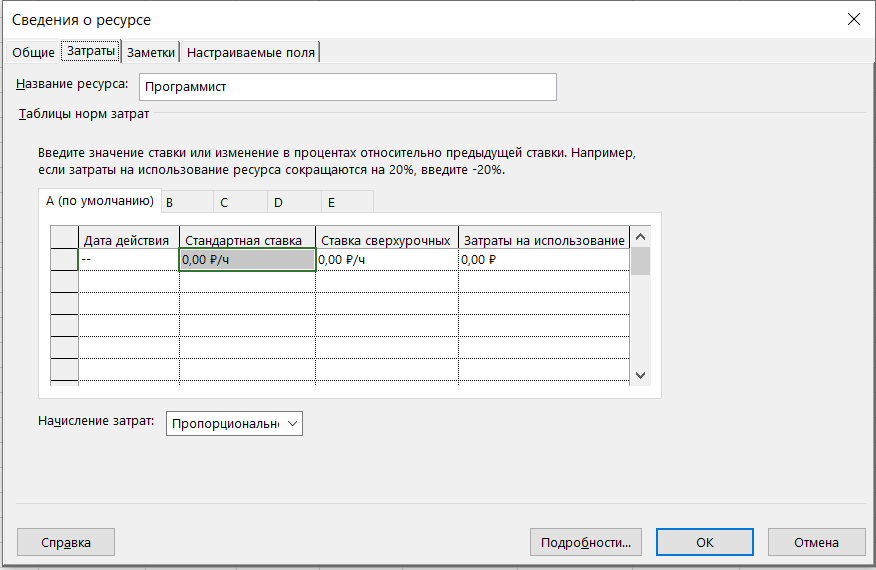 Сведения о ресурсе
Общие Затраты Заметки Настраиваемые поля
Название ресурса: Программист
Таблицы норм затрат
Введите значение ставки или изменение в процентах относительно предыдущей ставки. Например,
если затраты на использование ресурса сокращаются на 20%, введите -20%.
A (по умолчанию) B C D E
Дата действия Стандартная ставка Ставка сверхурочных Затраты на использование
-- 0,00 ₽/ч 0,00 ₽/ч 0,00 ₽
Начисление затрат: Пропорциональн
Справка Подробности... ОК Отмена